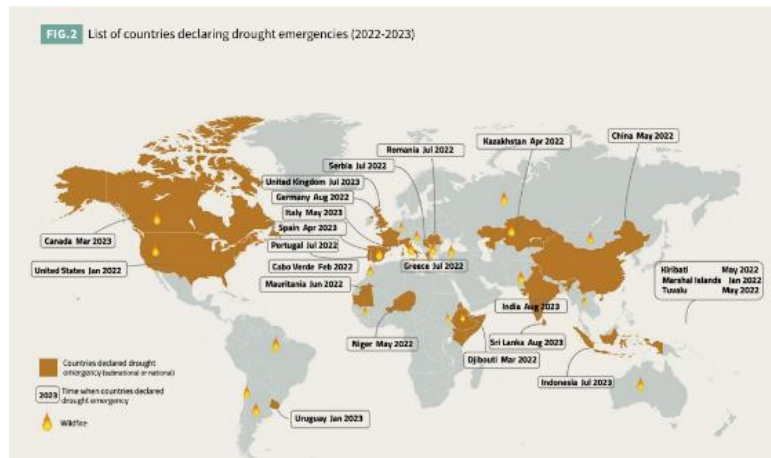 FIG.2 List of countries declaring drought emergencies (2022-2023)
China May 2022
Kazakhstan Apr 2022
Romania Jul 2022
Serbia Jul 2022
United Kingdom Jul 2023
Germany Aug 2022
Italy May 2023
Spain Apr 2023
Portugal Jul 2022
Cabo Verde Feb 2022
Mauritania Jun 2022
Canada Mar 2023
United States Jan 2022
Greece Jul 2022
Kiribati May 2022
Marshal Islands Jan 2022
Tuvalu May 2022
India Aug 2023
Niger May 2022
Sri Lanka Aug 2023
Djibouti Mar 2022
Indonesia Jul 2023
Uruguay Jan 2023
Countries declared drought
emergency (subnational or national)
2023 Time when countries declared
drought emergency
Wildfire